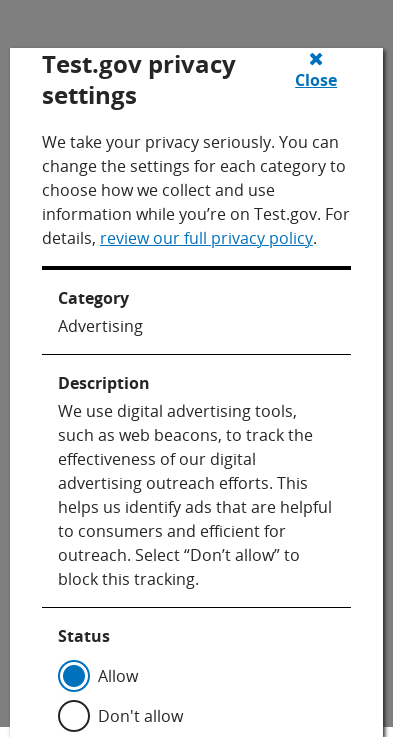 Test.gov privacy
settings
Close
We take your privacy seriously. You can
change the settings for each category to
choose how we collect and use
information while you’re on Test.gov. For
details, review our full privacy policy.
Category
Advertising
Description
We use digital advertising tools,
such as web beacons, to track the
effectiveness of our digital
advertising outreach efforts. This
helps us identify ads that are helpful
to consumers and efficient for
outreach. Select “Don’t allow” to
block this tracking.
Status
Allow
Don't allow